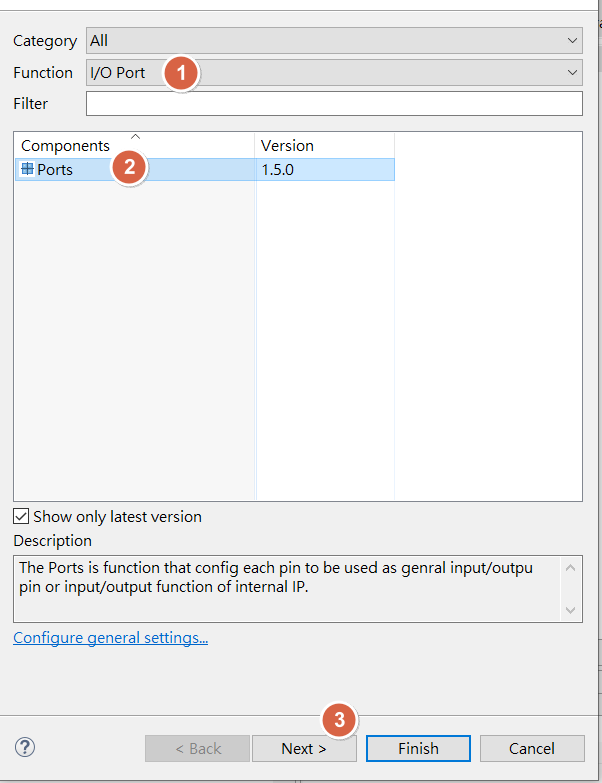 Category All
Function I/O Port 1
Filter
Components Version
2
Ports 1.5.0
Show only latest version
Description
The Ports is function that config each pin to be used as genral input/outpu
pin or input/output function of internal IP.
Configure general settings...
3
? < Back Next > Finish Cancel